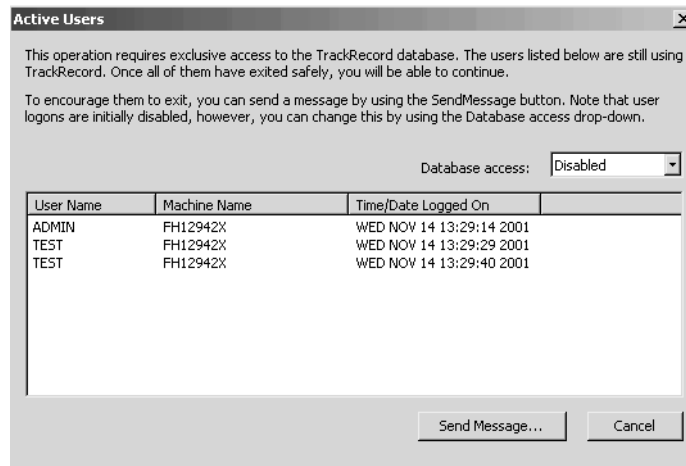 Active Users
This operation requires exclusive access to the TrackRecord database. The users listed below are still using
TrackRecord. Once all of them have exited safely, you will be able to continue.
To encourage them to exit, you can send a message by using the SendMessage button. Note that user
logons are initially disabled, however, you can change this by using the Database access drop-down.
Database access: Disabled
User Name Machine Name Time/Date Logged On
ADMIN FH12942X WED NOV 14 13:29:14 2001
TEST FH12942X WED NOV 14 13:29:29 2001
TEST FH12942X WED NOV 14 13:29:40 2001
Send Message... Cancel